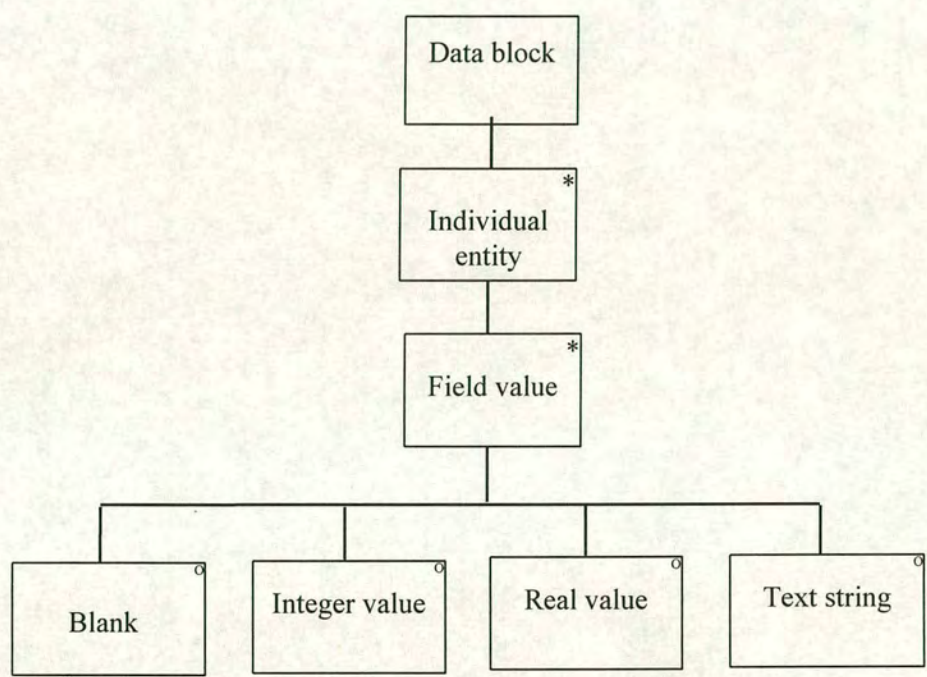 Data block
*
Individual
entity
*
Field value
o
Blank
o
Integer value
o
Real value
o
Text string